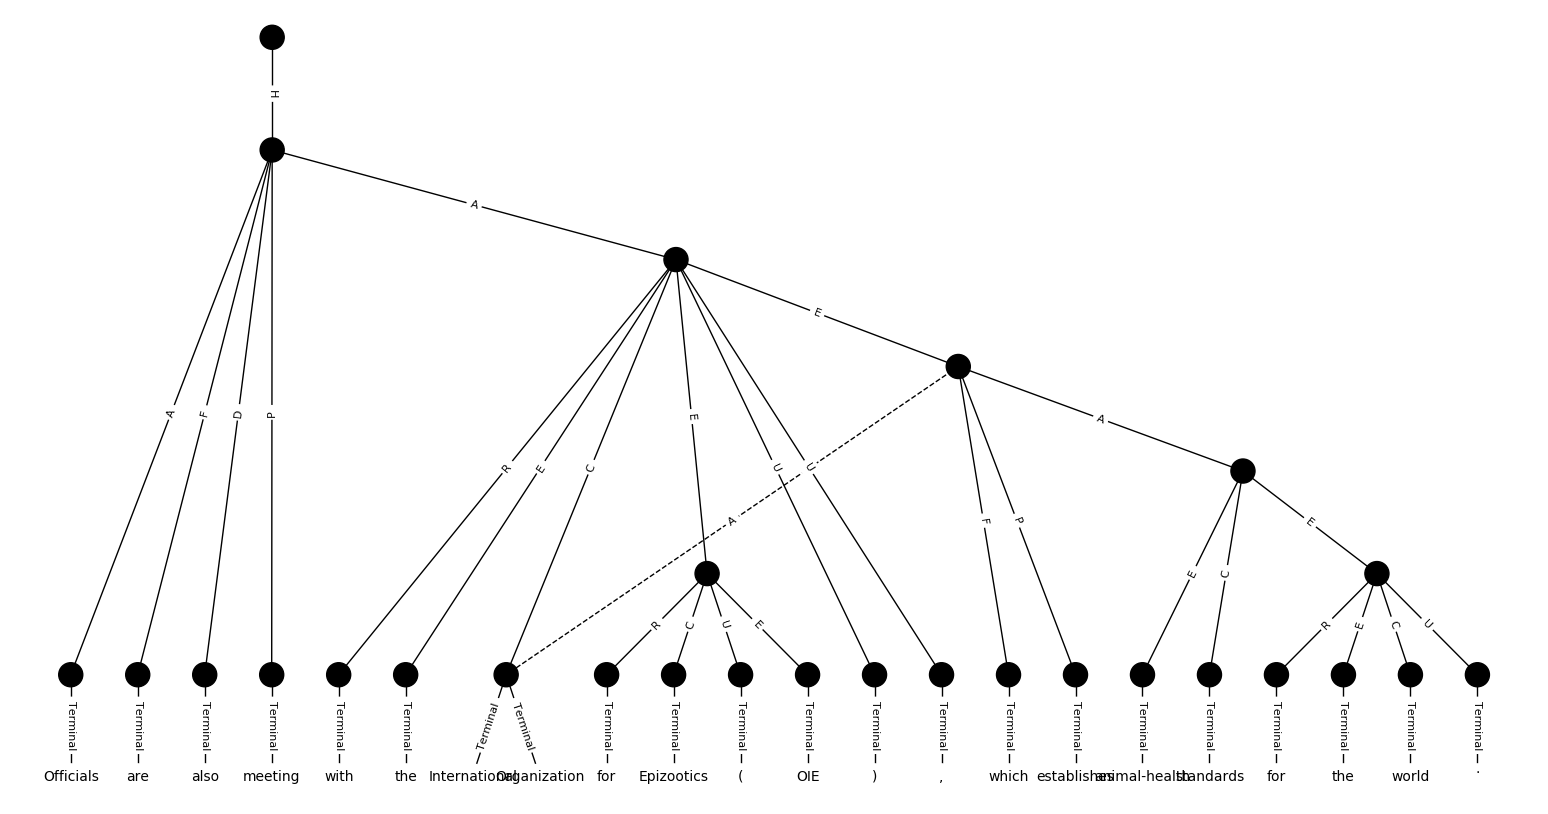 H
A
A F D P
E
R E C E U U
A
A F P
E C E
R C U E
R E C U
Terminal Terminal Terminal Terminal Terminal Terminal Terminal Terminal Terminal Terminal Terminal Terminal Terminal Terminal Terminal Terminal Terminal Terminal Terminal Terminal Terminal Terminal
Officials are also meeting with the International Organization for Epizootics ( OIE ) , which establishes animal-health standards for the world .